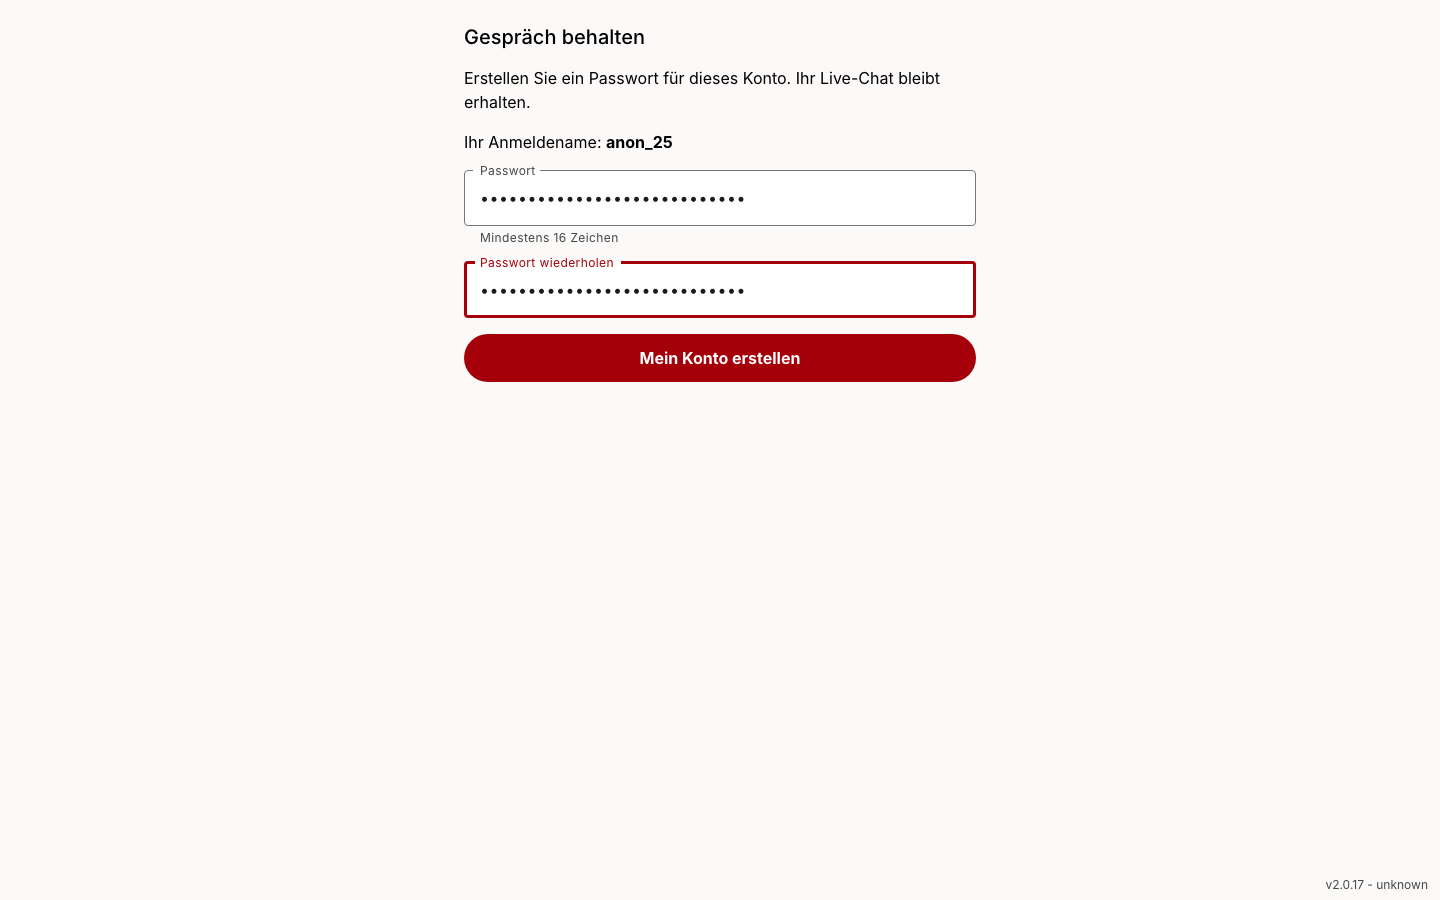 Gespräch behalten
Erstellen Sie ein Passwort für dieses Konto. Ihr Live-Chat bleibt
erhalten.
Ihr Anmeldename: anon_25
Passwort
••••••••••••••••••••••••••••
Mindestens 16 Zeichen
Passwort wiederholen
••••••••••••••••••••••••••••
Mein Konto erstellen
v2.0.17 - unknown